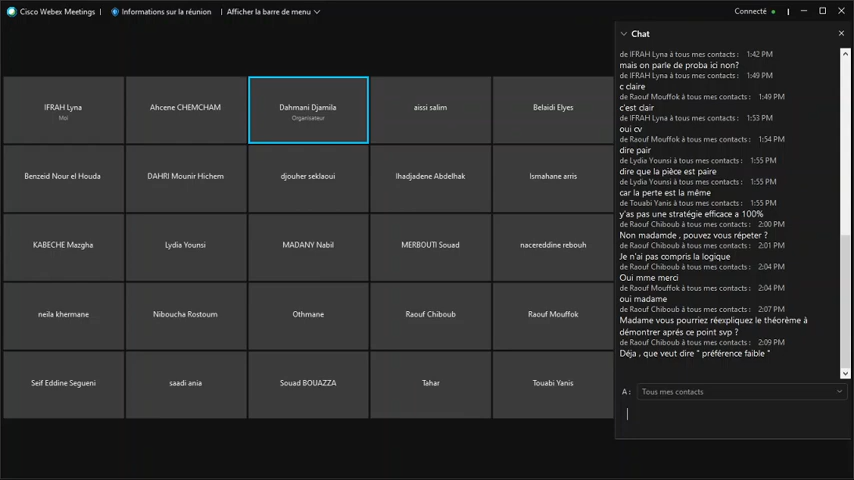 Cisco Webex Meetings | Informations sur la réunion | Afficher la barre de menu
Connecté
Chat
IFRAH Lyna
Moi
Ahcene CHEMCHAM
Dahmani Djamila
Organisateur
aissi salim
Belaidi Elyes
Benzeid Nour el Houda
DAHRI Mounir Hichem
djouher seklaoui
Ihadjadene Abdelhak
Ismahane arris
KABECHE Mazgha
Lydia Younsi
MADANY Nabil
MERBOUTI Souad
nacereddine rebouh
neila khermane
Niboucha Rostoum
Othmane
Raouf Chiboub
Raouf Mouffok
Seif Eddine Segueni
saadi ania
Souad BOUAZZA
Tahar
Touabi Yanis
de IFRAH Lyna à tous mes contacts : 1:42 PM
mais on parle de proba ici non?
de IFRAH Lyna à tous mes contacts : 1:49 PM
c claire
de Raouf Mouffok à tous mes contacts : 1:49 PM
c'est clair
de IFRAH Lyna à tous mes contacts : 1:53 PM
oui cv
de Raouf Mouffok à tous mes contacts : 1:54 PM
dire pair
de Lydia Younsi à tous mes contacts : 1:55 PM
dire que la pièce est paire
de Lydia Younsi à tous mes contacts : 1:55 PM
car la perte est la même
de Touabi Yanis à tous mes contacts : 1:55 PM
y'as pas une stratégie efficace a 100%
de Raouf Chiboub à tous mes contacts : 2:00 PM
Non madamde , pouvez vous répeter ?
de Raouf Chiboub à tous mes contacts : 2:01 PM
Je n'ai pas compris la logique
de Raouf Chiboub à tous mes contacts : 2:04 PM
Oui mme merci
de Raouf Mouffok à tous mes contacts : 2:04 PM
oui madame
de Raouf Chiboub à tous mes contacts : 2:07 PM
Madame vous pourriez réexpliquez le théorème à
démontrer aprés ce point svp ?
de Raouf Chiboub à tous mes contacts : 2:09 PM
Déja , que veut dire " préférence faible "
A : Tous mes contacts